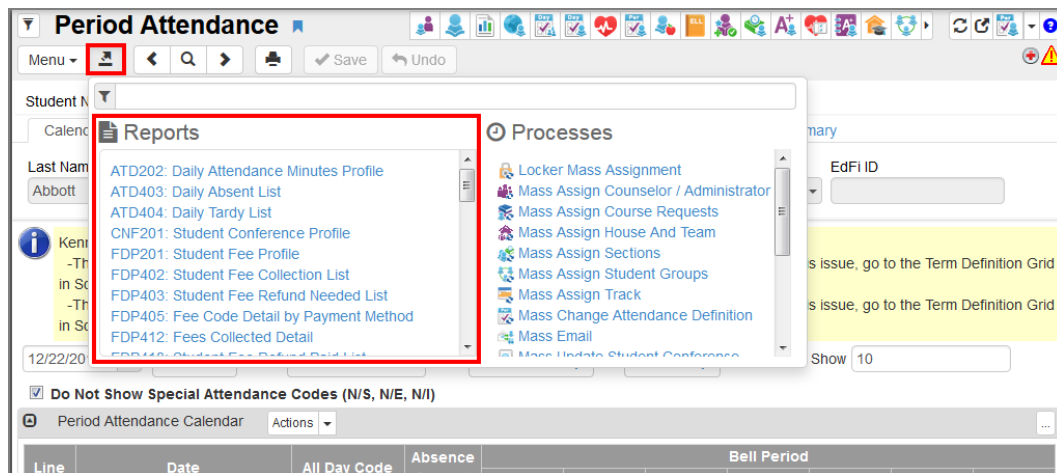 Period Attendance
Menu
Save
Undo
Student N
Reports
Processes
Calen
mary
Last Nam
EdFi ID
Abbott
ATD202: Daily Attendance Minutes Profile
ATD403: Daily Absent List
ATD404: Daily Tardy List
CNF201: Student Conference Profile
FDP201: Student Fee Profile
FDP402: Student Fee Collection List
FDP403: Student Fee Refund Needed List
FDP405: Fee Code Detail by Payment Method
FDP412: Fees Collected Detail
Locker Mass Assignment
Mass Assign Counselor / Administrator
Mass Assign Course Requests
Mass Assign House And Team
Mass Assign Sections
Mass Assign Student Groups
Mass Assign Track
Mass Change Attendance Definition
Mass Email
Mass Update Student Conference
Kenn
-Th
s issue, go to the Term Definition Grid
in Sc
-Th
s issue, go to the Term Definition Grid
in Sc
12/22/20
Show 10
Do Not Show Special Attendance Codes (N/S, N/E, N/I)
Period Attendance Calendar
Actions
...
Line
Date
All Day Code
Absence
Bell Period